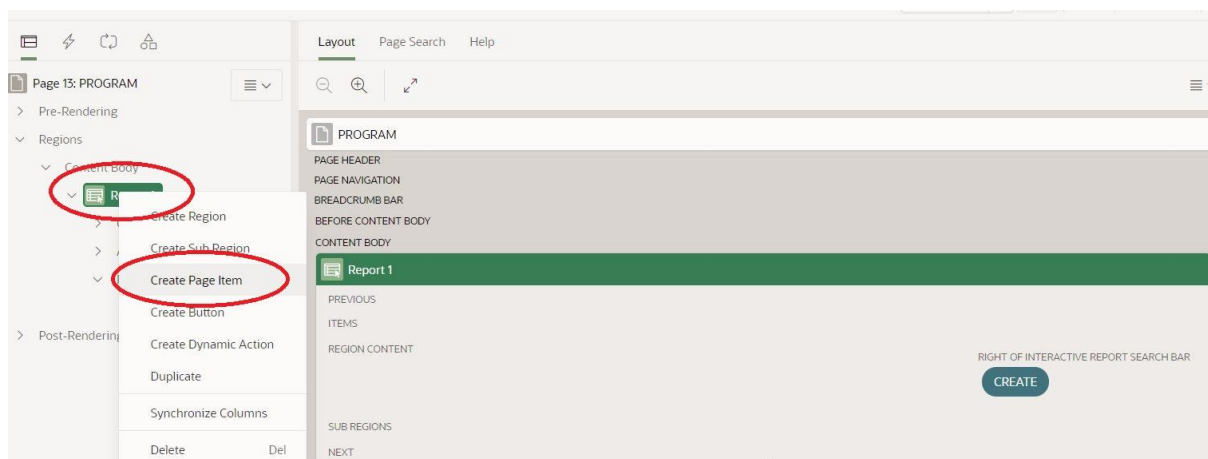 Layout Page Search Help
Page 13: PROGRAM
Pre-Rendering
Regions
Content Body
Create Region
Create Sub Region
Create Page Item
Create Button
Post-Rendering
Create Dynamic Action
Duplicate
Synchronize Columns
Delete Del
PROGRAM
PAGE HEADER
PAGE NAVIGATION
BREADCRUMB BAR
BEFORE CONTENT BODY
CONTENT BODY
Report 1
PREVIOUS
ITEMS
REGION CONTENT
RIGHT OF INTERACTIVE REPORT SEARCH BAR
CREATE
SUB REGIONS
NEXT